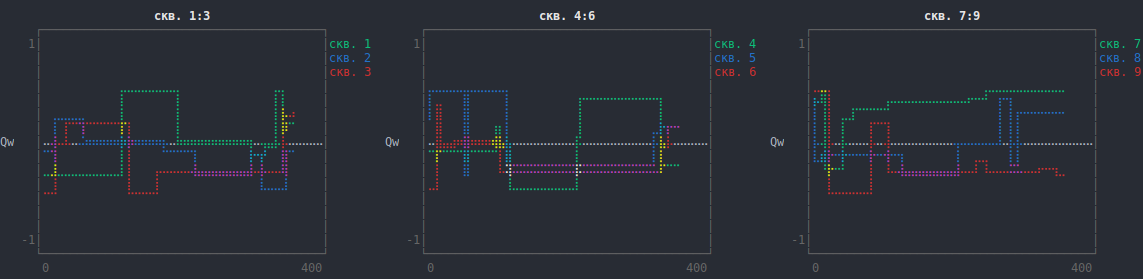 скв. 1:3
1
скв. 1
скв. 2
скв. 3
Qw
-1
0 400
скв. 4:6
1
скв. 4
скв. 5
скв. 6
Qw
-1
0 400
скв. 7:9
1
скв. 7
скв. 8
скв. 9
Qw
-1
0 400